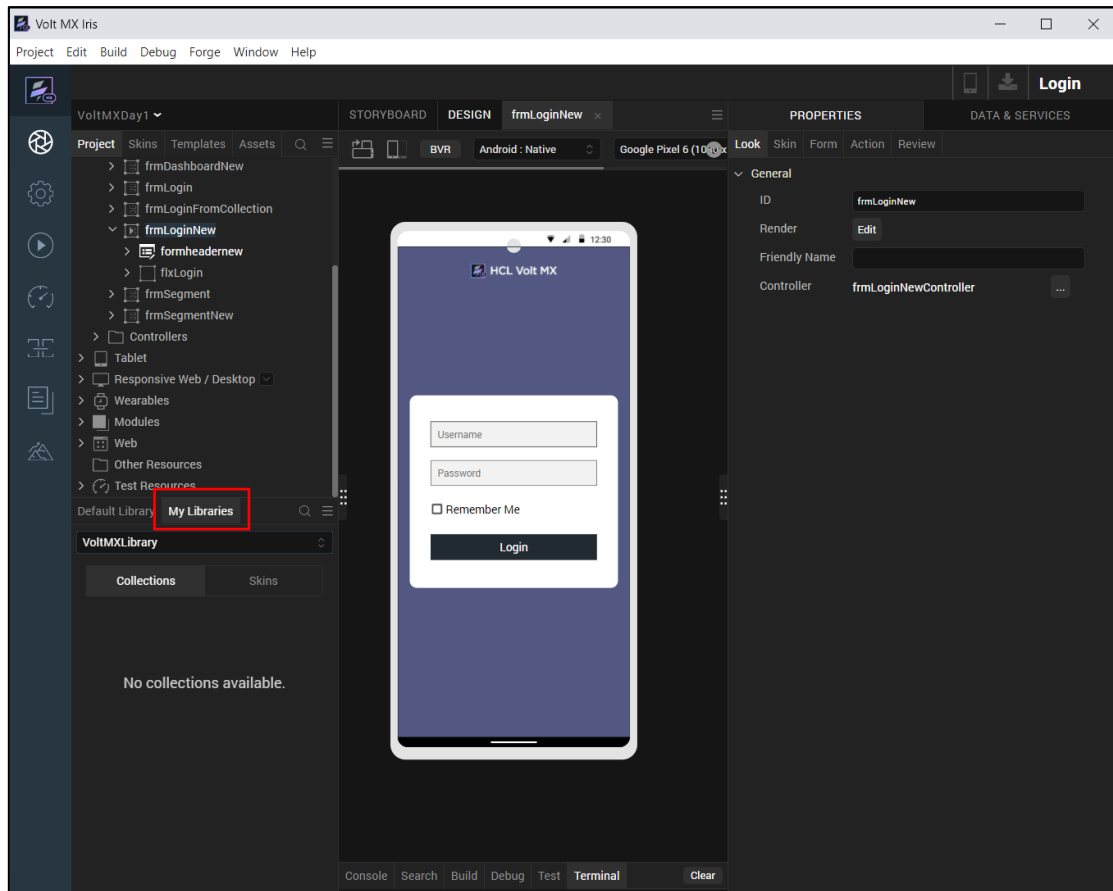 Volt MX Iris
Project Edit Build Debug Forge Window Help
Login
VoltMXDay1
STORYBOARD DESIGN frmLoginNew
PROPERTIES DATA & SERVICES
Project Skins Templates Assets
BVR Android : Native Google Pixel 6 (10
Look Skin Form Action Review
frmDashboardNew
frmLogin
frmLoginFromCollection
frmLoginNew
formheadernew
flxLogin
frmSegment
frmSegmentNew
Controllers
Tablet
Responsive Web / Desktop
Wearables
Modules
Web
Other Resources
Test Resources
Default Library My Libraries
VoltMXLibrary
Collections Skins
No collections available.
12:30
HCL Volt MX
Username
Password
Remember Me
Login
General
ID frmLoginNew
Render Edit
Friendly Name
Controller frmLoginNewController ...
Console Search Build Debug Test Terminal Clear